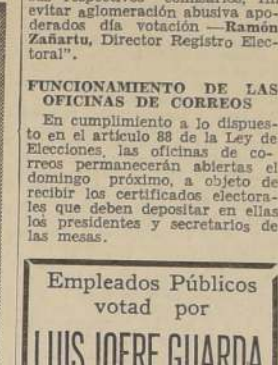 evitar aglomeración abusiva apo-
derados día votación —Ramón
Zañartu, Director Registro Elec-
toral".
FUNCIONAMIENTO DE LAS
OFICINAS DE CORREOS
En cumplimiento a lo dispues-
to en el artículo 88 de la Ley de
Elecciones, las oficinas de co-
rreos permanecerán abiertas el
domingo próximo, a objeto de
recibir los certificados electora-
les que deben depositar en ellas
los presidentes y secretarios de
las mesas.
Empleados Públicos
votad por
LUIS JOFRE GUARDA